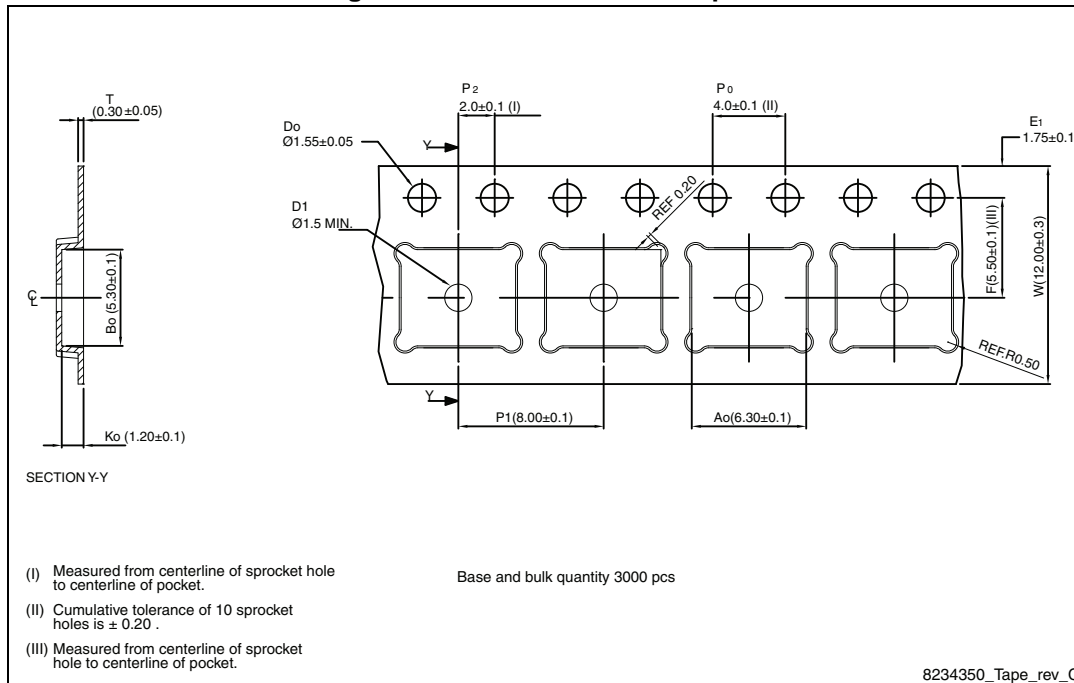 T
(0.30 ±0.05)
P2
2.0±0.1 (I)
P0
4.0±0.1 (II)
E1
1.75±0.1
Do
Ø1.55±0.05
Y
REF 0.20
D1
Ø1.5 MIN.
F(5.50±0.1)(III)
W(12.00±0.3)
CL
Bo (5.30±0.1)
REF.R0.50
Y
P1(8.00±0.1)
Ao(6.30±0.1)
Ko (1.20±0.1)
SECTION Y-Y
(I) Measured from centerline of sprocket hole
to centerline of pocket.
Base and bulk quantity 3000 pcs
(II) Cumulative tolerance of 10 sprocket
holes is ± 0.20 .
(III) Measured from centerline of sprocket
hole to centerline of pocket.